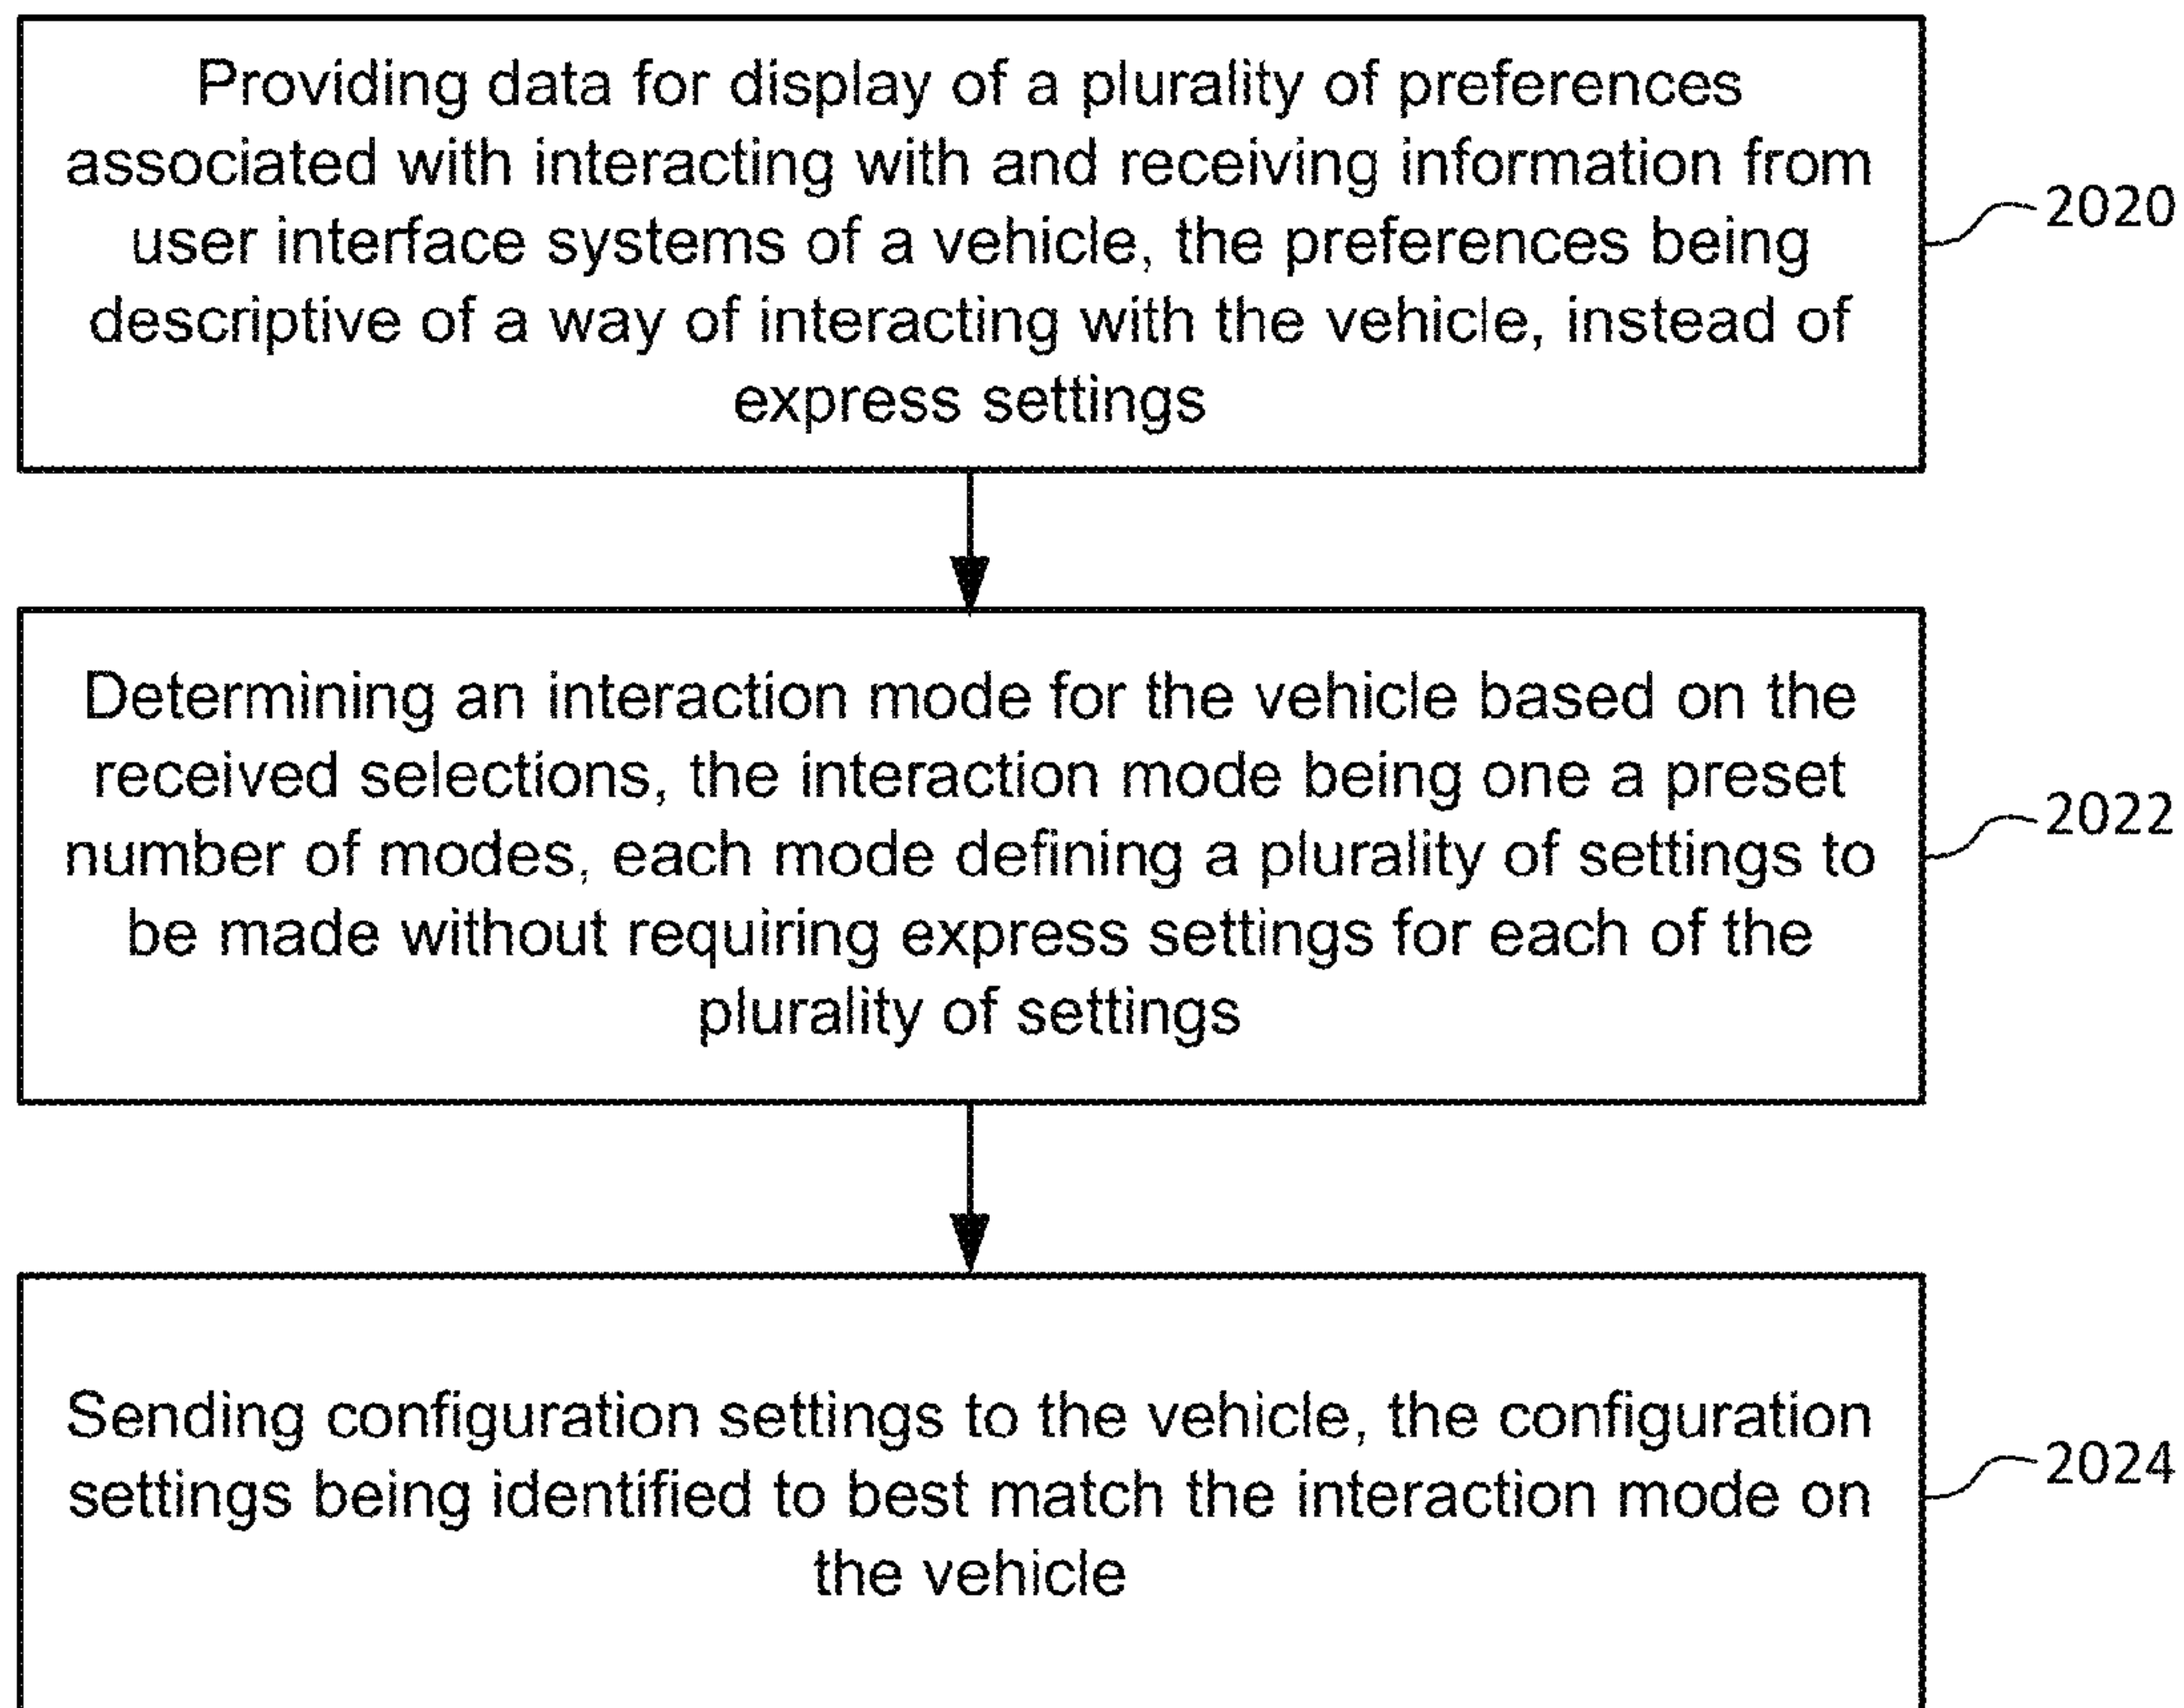 Providing data for display of a plurality of preferences
associated with interacting with and receiving information from
user interface systems of a vehicle, the preferences being
descriptive of a way of interacting with the vehicle, instead of
express settings
2020
Determining an interaction mode for the vehicle based on the
received selections, the interaction mode being one a preset
number of modes, each mode defining a plurality of settings to
be made without requiring express settings for each of the
plurality of settings
2022
Sending configuration settings to the vehicle, the configuration
settings being identified to best match the interaction mode on
the vehicle
2024